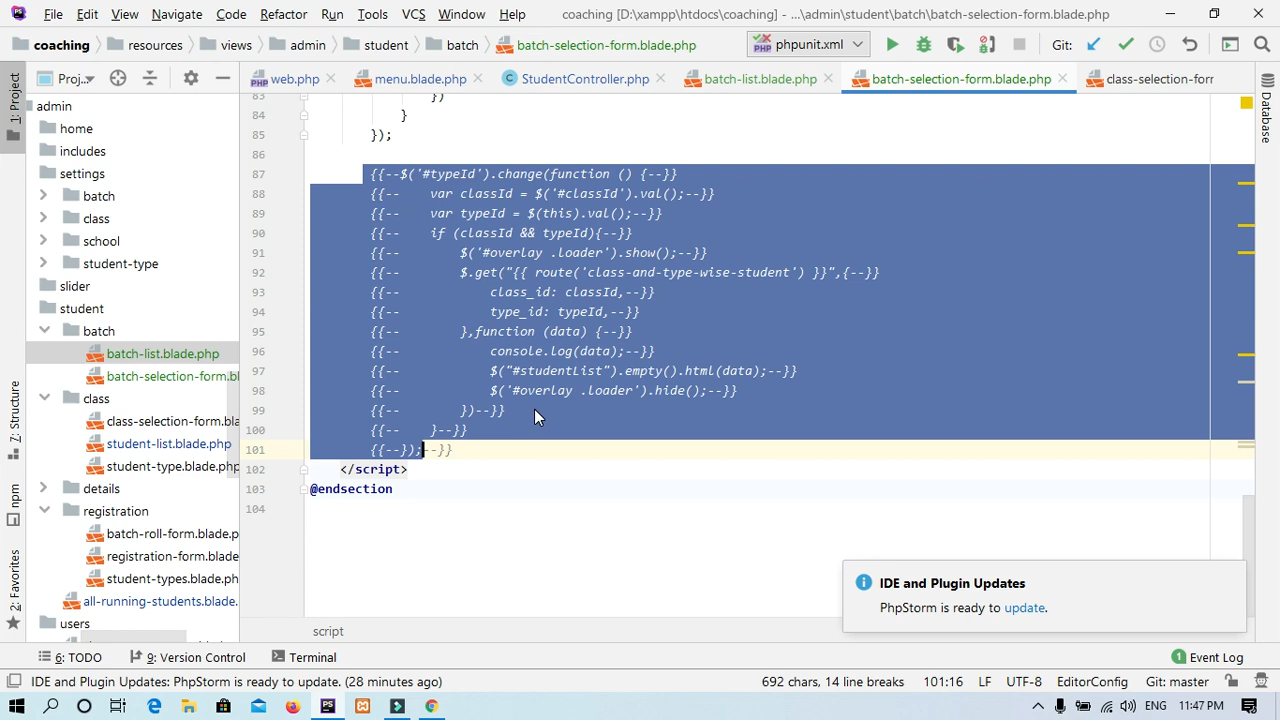 File Edit View Navigate Code Refactor Run Tools VCS Window Help coaching [D:\xampp\htdocs\coaching] - ...\admin\student\batch\batch-selection-form.blade.php
coaching resources views admin student batch batch-selection-form.blade.php phpunit.xml Git:
Proj... web.php menu.blade.php StudentController.php batch-list.blade.php batch-selection-form.blade.php class-selection-forr
1: Project
Z: Structure
npm
2: Favorites
admin
home
includes
settings
batch
class
school
student-type
slider
student
batch
batch-list.blade.php
batch-selection-form.bl
class
class-selection-form.bla
student-list.blade.php
student-type.blade.php
details
registration
batch-roll-form.blade.p
registration-form.blade
student-types.blade.ph
all-running-students.blade.
users
83 })
84 }
85 });
86
87 {{--$('#typeId').change(function () {--}}
88 {{-- var classId = $('#classId').val();--}}
89 {{-- var typeId = $(this).val();--}}
90 {{-- if (classId && typeId){--}}
91 {{-- $('#overlay .loader').show();--}}
92 {{-- $.get("{{ route('class-and-type-wise-student') }}",{--}}
93 {{-- class_id: classId,--}}
94 {{-- type_id: typeId,--}}
95 {{-- },function (data) {--}}
96 {{-- console.log(data);--}}
97 {{-- $("#studentList").empty().html(data);--}}
98 {{-- $('#overlay .loader').hide();--}}
99 {{-- })--}}
100 {{-- }--}}
101 {{--});--}}
102 </script>
103 @endsection
104
script
Database
IDE and Plugin Updates
PhpStorm is ready to update.
6: TODO 9: Version Control Terminal 1 Event Log
IDE and Plugin Updates: PhpStorm is ready to update. (28 minutes ago) 692 chars, 14 line breaks 101:16 LF UTF-8 EditorConfig Git: master
ENG 11:47 PM